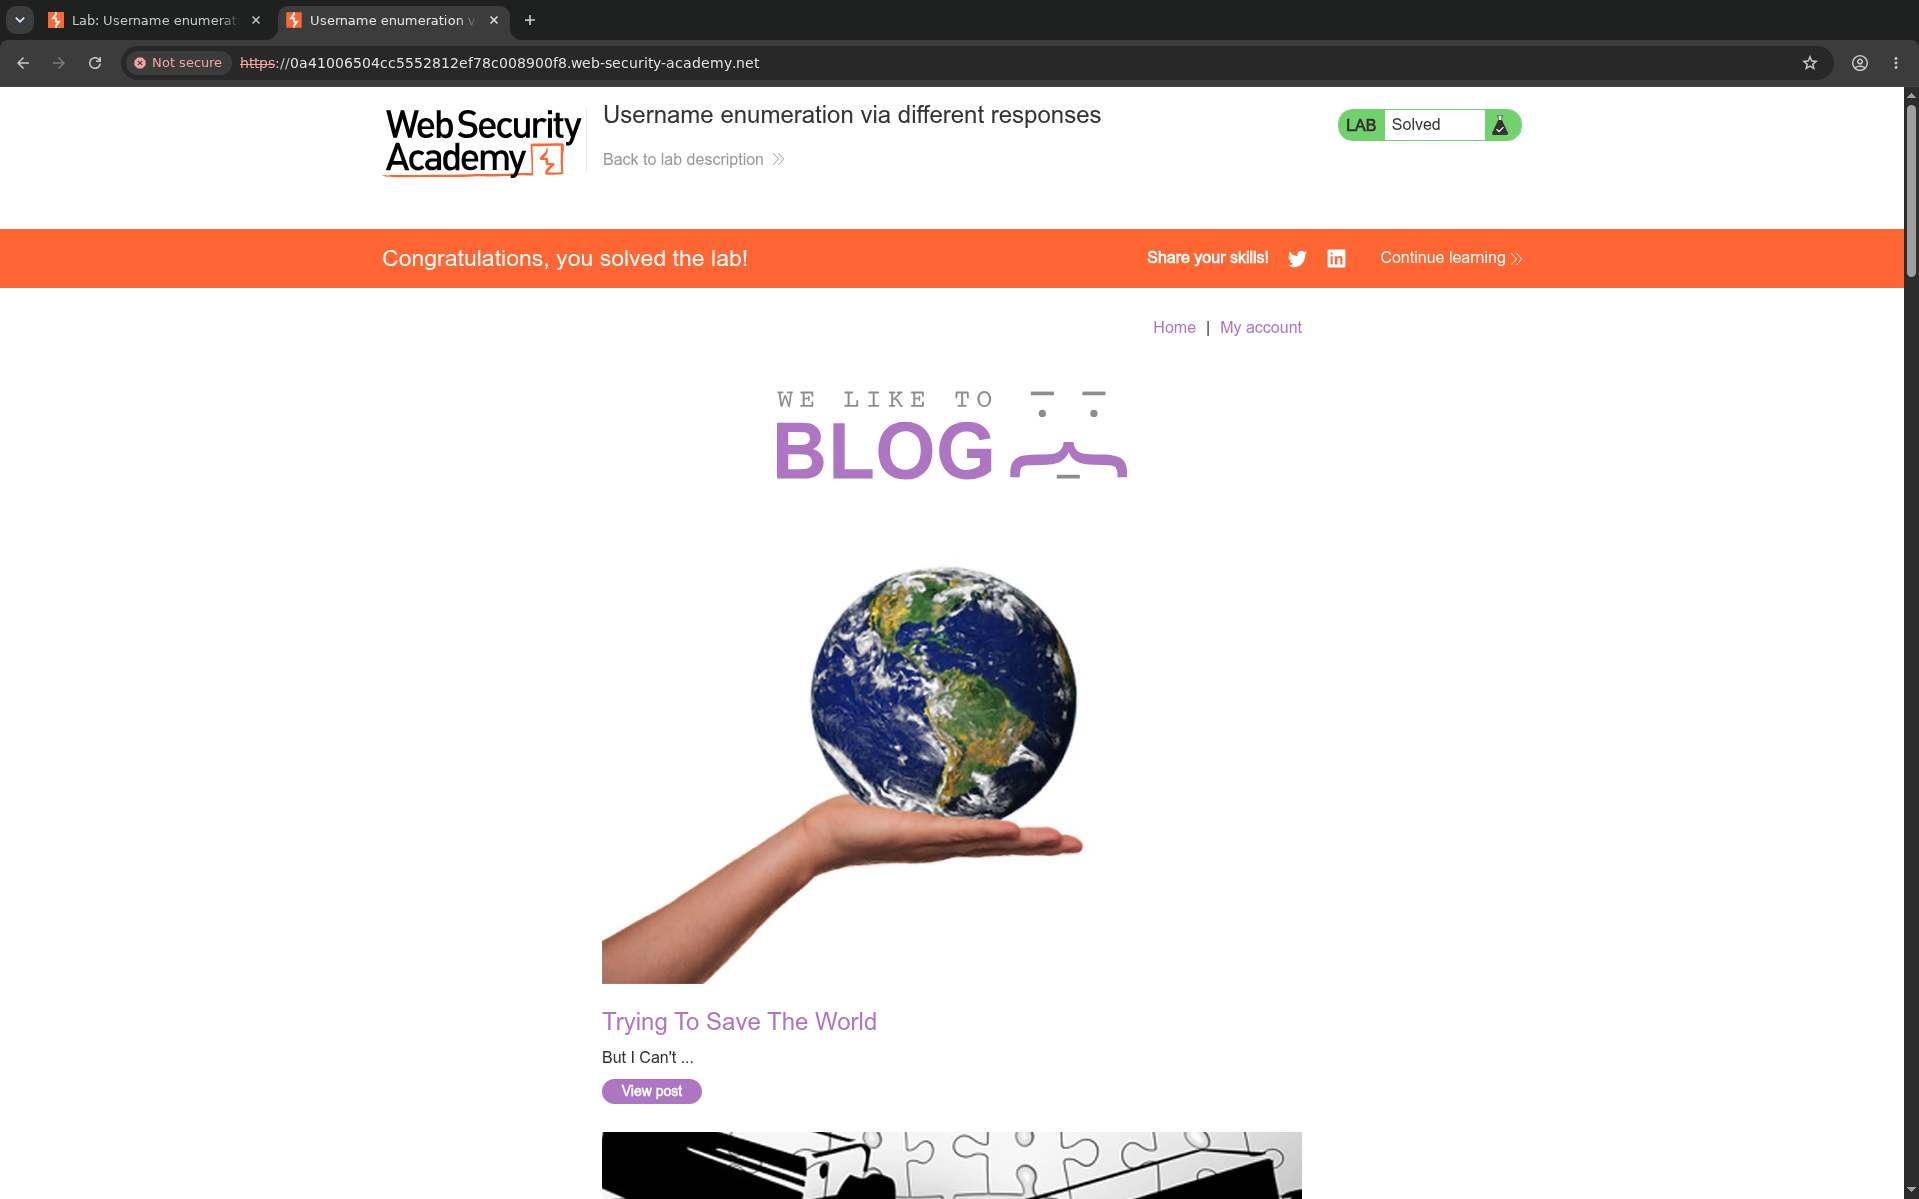 Lab: Username enumerat
Username enumeration v
Not secure
https://0a41006504cc5552812ef78c008900f8.web-security-academy.net
Web Security
Academy
Username enumeration via different responses
Back to lab description
LAB Solved
Congratulations, you solved the lab!
Share your skills!
Continue learning
Home | My account
WE LIKE TO
BLOG
Trying To Save The World
But I Can't ...
View post